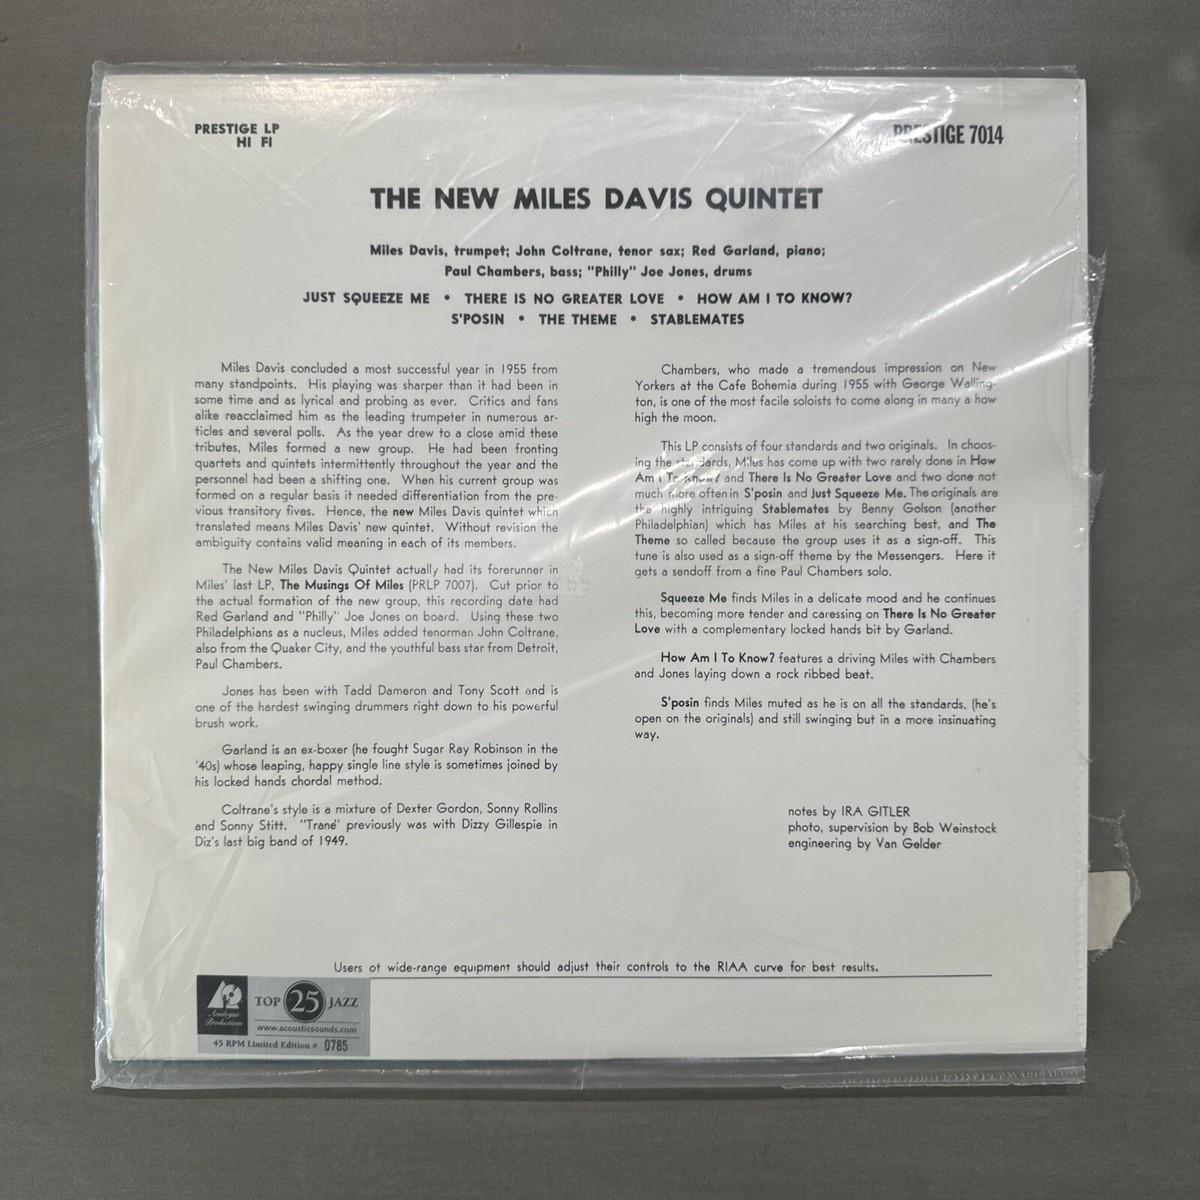 PRESTIGE LP
HI FI
PRESTIGE 7014
THE NEW MILES DAVIS QUINTET
Miles Davis, trumpet; John Coltrane, tenor sax; Red Garland, piano;
Paul Chambers, bass; "Philly" Joe Jones, drums
JUST SQUEEZE ME • THERE IS NO GREATER LOVE • HOW AM I TO KNOW?
S'POSIN • THE THEME • STABLEMATES
Miles Davis concluded a most successful year in 1955 from
many standpoints. His playing was sharper than it had been in
some time and as lyrical and probing as ever. Critics and fans
alike reacclaimed him as the leading trumpeter in numerous ar-
ticles and several polls. As the year drew to a close amid these
tributes, Miles formed a new group. He had been fronting
quartets and quintets intermittently throughout the year and the
personnel had been a shifting one. When his current group was
formed on a regular basis it needed differentiation from the pre-
vious transitory fives. Hence, the new Miles Davis quintet which
translated means Miles Davis' new quintet. Without revision the
ambiguity contains valid meaning in each of its members.
The New Miles Davis Quintet actually had its forerunner in
Miles' last LP, The Musings Of Miles (PRLP 7007). Cut prior to
the actual formation of the new group, this recording date had
Red Garland and "Philly" Joe Jones on board. Using these two
Philadelphians as a nucleus, Miles added tenorman John Coltrane,
also from the Quaker City, and the youthful bass star from Detroit,
Paul Chambers.
Jones has been with Tadd Dameron and Tony Scott and is
one of the hardest swinging drummers right down to his powerful
brush work.
Garland is an ex-boxer (he fought Sugar Ray Robinson in the
'40s) whose leaping, happy single line style is sometimes joined by
his locked hands chordal method.
Coltrane's style is a mixture of Dexter Gordon, Sonny Rollins
and Sonny Stitt. "Trane" previously was with Dizzy Gillespie in
Diz's last big band of 1949.
Chambers, who made a tremendous impression on New
Yorkers at the Cafe Bohemia during 1955 with George Walling-
ton, is one of the most facile soloists to come along in many a how
high the moon.
This LP consists of four standards and two originals. In choos-
ing the standards, Miles has come up with two rarely done in How
Am I To Know? and There Is No Greater Love and two done not
much more often in S'posin and Just Squeeze Me. The originals are
the highly intriguing Stablemates by Benny Golson (another
Philadelphian) which has Miles at his searching best, and The
Theme so called because the group uses it as a sign-off. This
tune is also used as a sign-off theme by the Messengers. Here it
gets a sendoff from a fine Paul Chambers solo.
Squeeze Me finds Miles in a delicate mood and he continues
this, becoming more tender and caressing on There Is No Greater
Love with a complementary locked hands bit by Garland.
How Am I To Know? features a driving Miles with Chambers
and Jones laying down a rock ribbed beat.
S'posin finds Miles muted as he is on all the standards, (he's
open on the originals) and still swinging but in a more insinuating
way.
notes by IRA GITLER
photo, supervision by Bob Weinstock
engineering by Van Gelder
Users of wide-range equipment should adjust their controls to the RIAA curve for best results.
AP
Analogue
Productions
TOP 25 JAZZ
www.acousticsounds.com
45 RPM Limited Edition # 0785